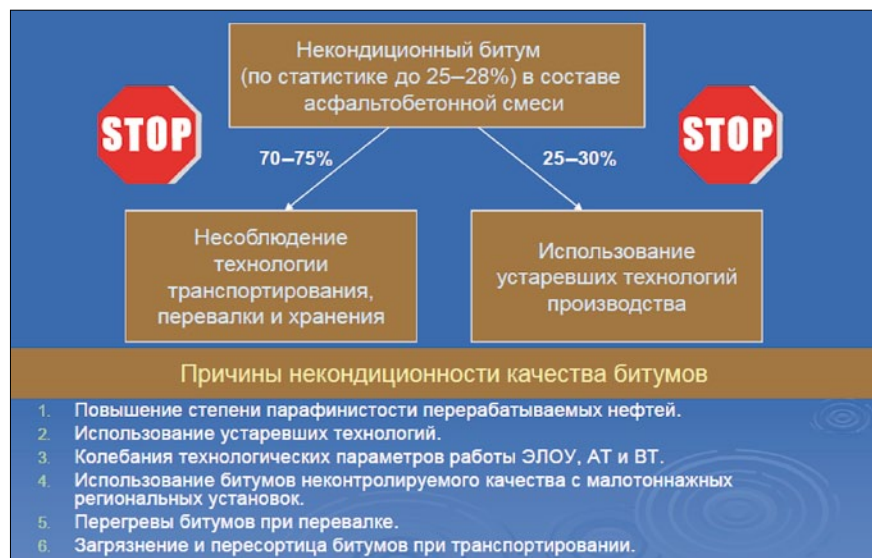 Некондиционный битум
(по статистике до 25–28%) в составе
асфальтобетонной смеси
STOP
STOP
70–75%
25–30%
Несоблюдение
технологии
транспортирования,
перевалки и хранения
Использование
устаревших технологий
производства
Причины некондиционности качества битумов
1. Повышение степени парафинистости перерабатываемых нефтей.
2. Использование устаревших технологий.
3. Колебания технологических параметров работы ЭЛОУ, АТ и ВТ.
4. Использование битумов неконтролируемого качества с малотоннажных
региональных установок.
5. Перегревы битумов при перевалке.
6. Загрязнение и пересортица битумов при транспортировании.